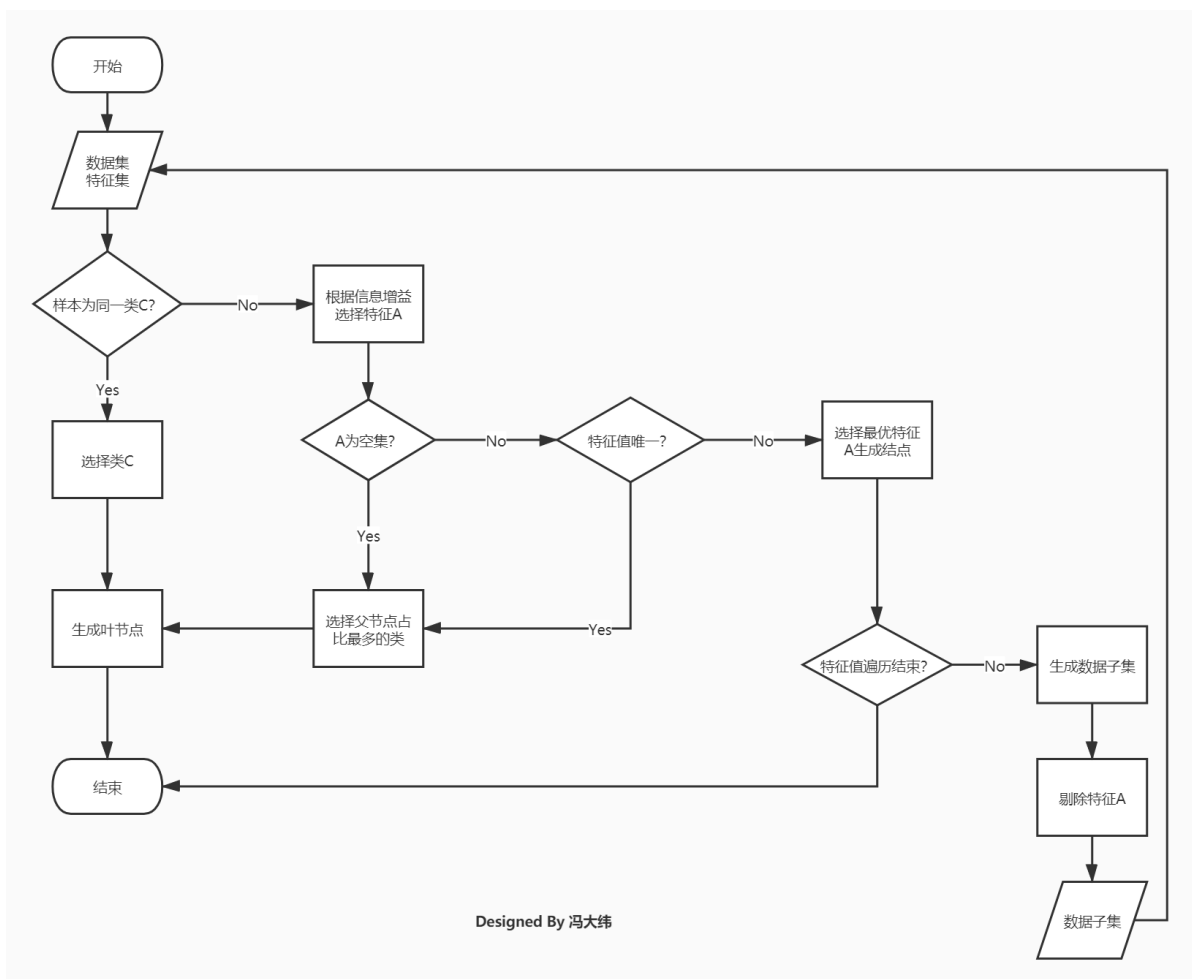 开始
数据集
特征集
样本为同一类C?
No
根据信息增益
选择特征A
Yes
选择类C
A为空集?
No
特征值唯一?
No
选择最优特征
A生成结点
Yes
生成叶节点
选择父节点占
比最多的类
Yes
特征值遍历结束?
No
生成数据子集
结束
剔除特征A
数据子集
Designed By 冯大纬